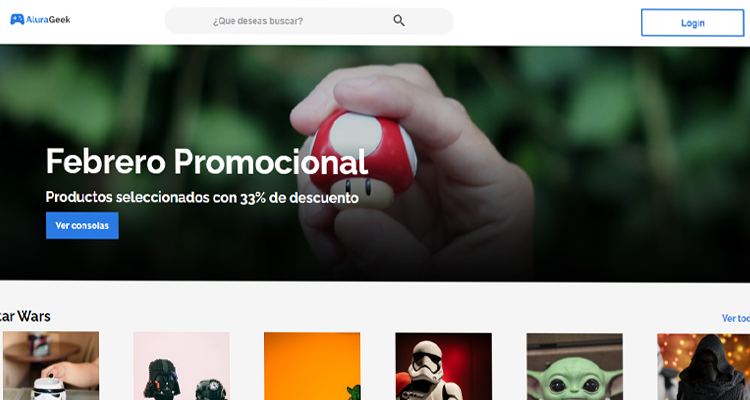 AluraGeek
¿Que deseas buscar?
Login
Febrero Promocional
Productos seleccionados con 33% de descuento
Ver consolas
tar Wars
Ver tod